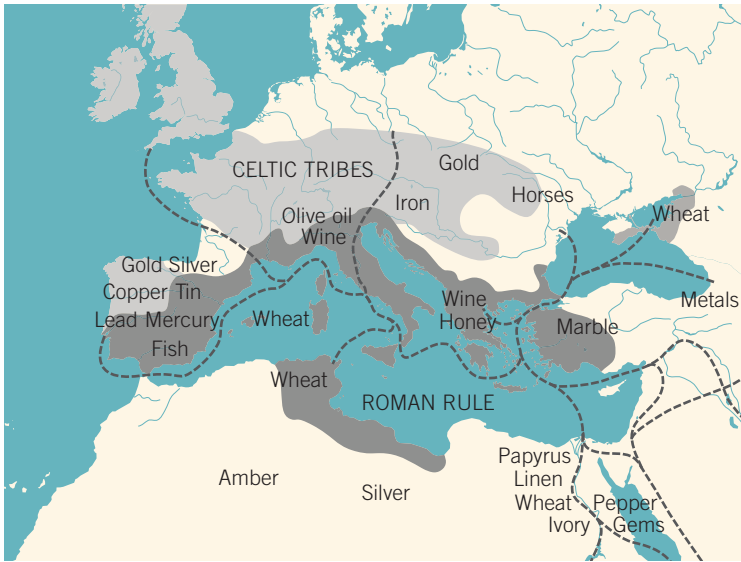 CELTIC TRIBES
Gold
Iron
Horses
Olive oil
Wine
Wheat
Gold Silver
Copper Tin
Lead Mercury
Fish
Wheat
Wine
Honey
Marble
Metals
Wheat
ROMAN RULE
Amber
Silver
Papyrus
Linen
Wheat
Ivory
Pepper
Gems